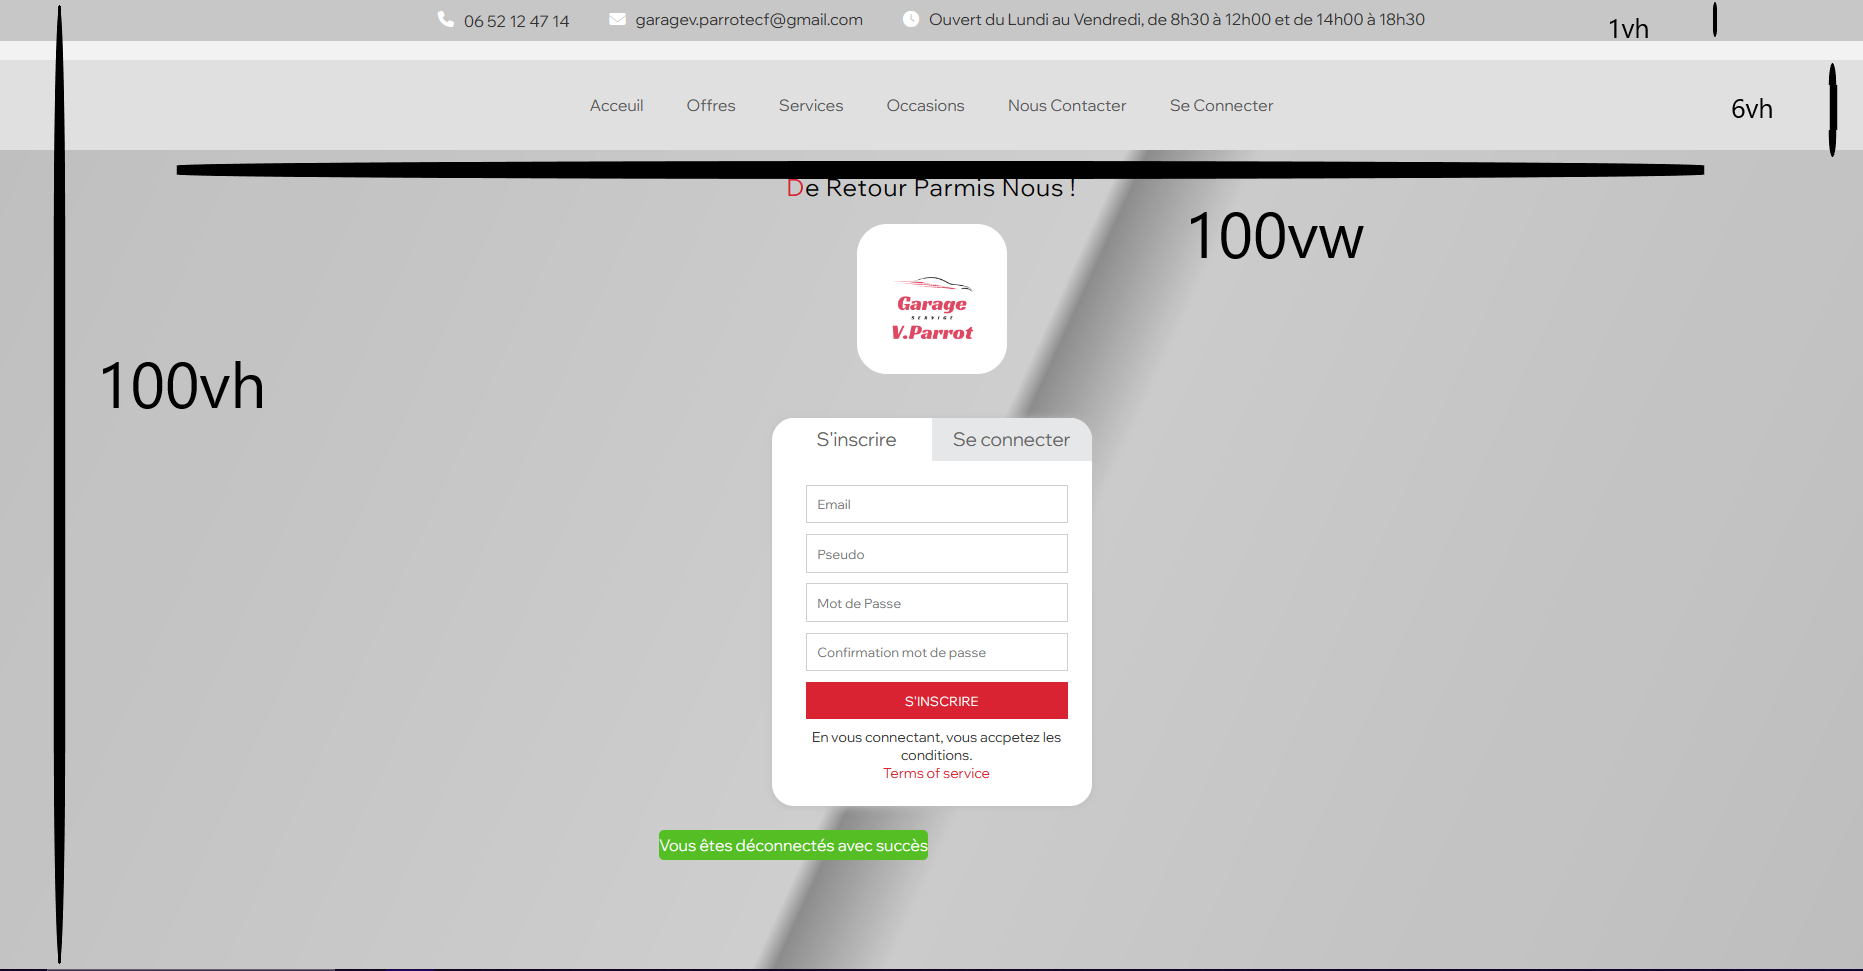 06 52 12 47 14 garagev.parrotecf@gmail.com Ouvert du Lundi au Vendredi, de 8h30 à 12h00 et de 14h00 à 18h30
1vh
Acceuil Offres Services Occasions Nous Contacter Se Connecter
6vh
De Retour Parmis Nous !
100vw
Garage
SERVICE
V.Parrot
100vh
S'inscrire Se connecter
Email
Pseudo
Mot de Passe
Confirmation mot de passe
S'INSCRIRE
En vous connectant, vous accpetez les
conditions.
Terms of service
Vous êtes déconnectés avec succès